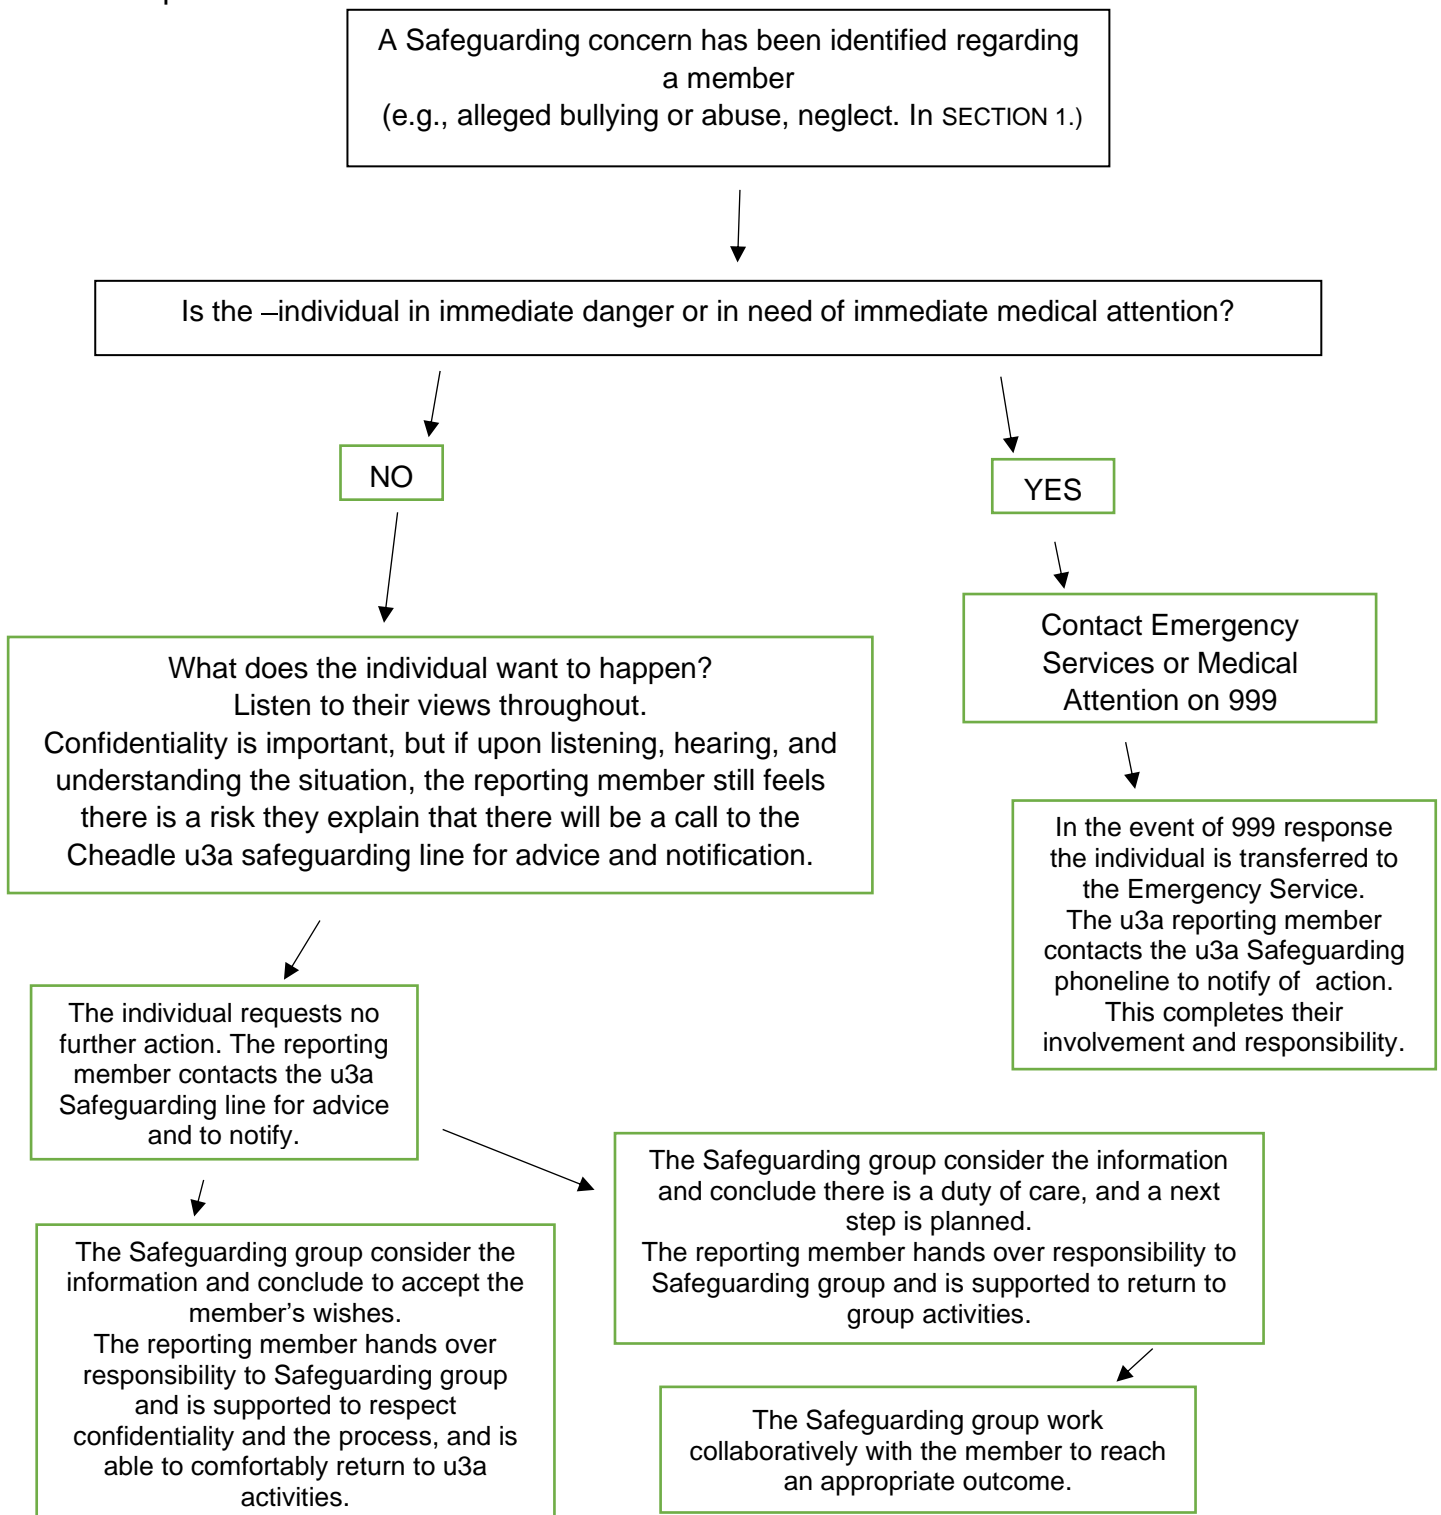 A Safeguarding concern has been identified regarding
a member
(e.g., alleged bullying or abuse, neglect. In SECTION 1.)
Is the –individual in immediate danger or in need of immediate medical attention?
NO
YES
What does the individual want to happen?
Listen to their views throughout.
Confidentiality is important, but if upon listening, hearing, and
understanding the situation, the reporting member still feels
there is a risk they explain that there will be a call to the
Cheadle u3a safeguarding line for advice and notification.
Contact Emergency
Services or Medical
Attention on 999
In the event of 999 response
the individual is transferred to
the Emergency Service.
The u3a reporting member
contacts the u3a Safeguarding
phoneline to notify of  action.
This completes their
involvement and responsibility.
The individual requests no
further action. The reporting
member contacts the u3a
Safeguarding line for advice
and to notify.
The Safeguarding group consider the information
and conclude there is a duty of care, and a next
step is planned.
The reporting member hands over responsibility to
Safeguarding group and is supported to return to
group activities.
The Safeguarding group consider the
information and conclude to accept the
member’s wishes.
The reporting member hands over
responsibility to Safeguarding group
and is supported to respect
confidentiality and the process, and is
able to comfortably return to u3a
activities.
The Safeguarding group work
collaboratively with the member to reach
an appropriate outcome.